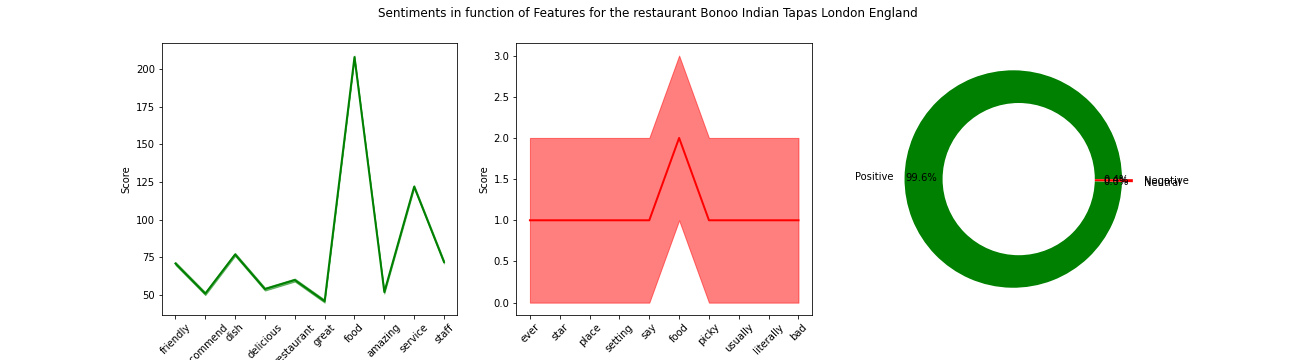 Sentiments in function of Features for the restaurant Bonoo Indian Tapas London England
Score
200
175
150
125
100
75
50
friendly
commend
dish
delicious
estaurant
great
food
amazing
service
staff
Score
3.0
2.5
2.0
1.5
1.0
0.5
0.0
ever
star
place
setting
say
food
picky
usually
literally
bad
Positive
99.6%
Negative
Neutral